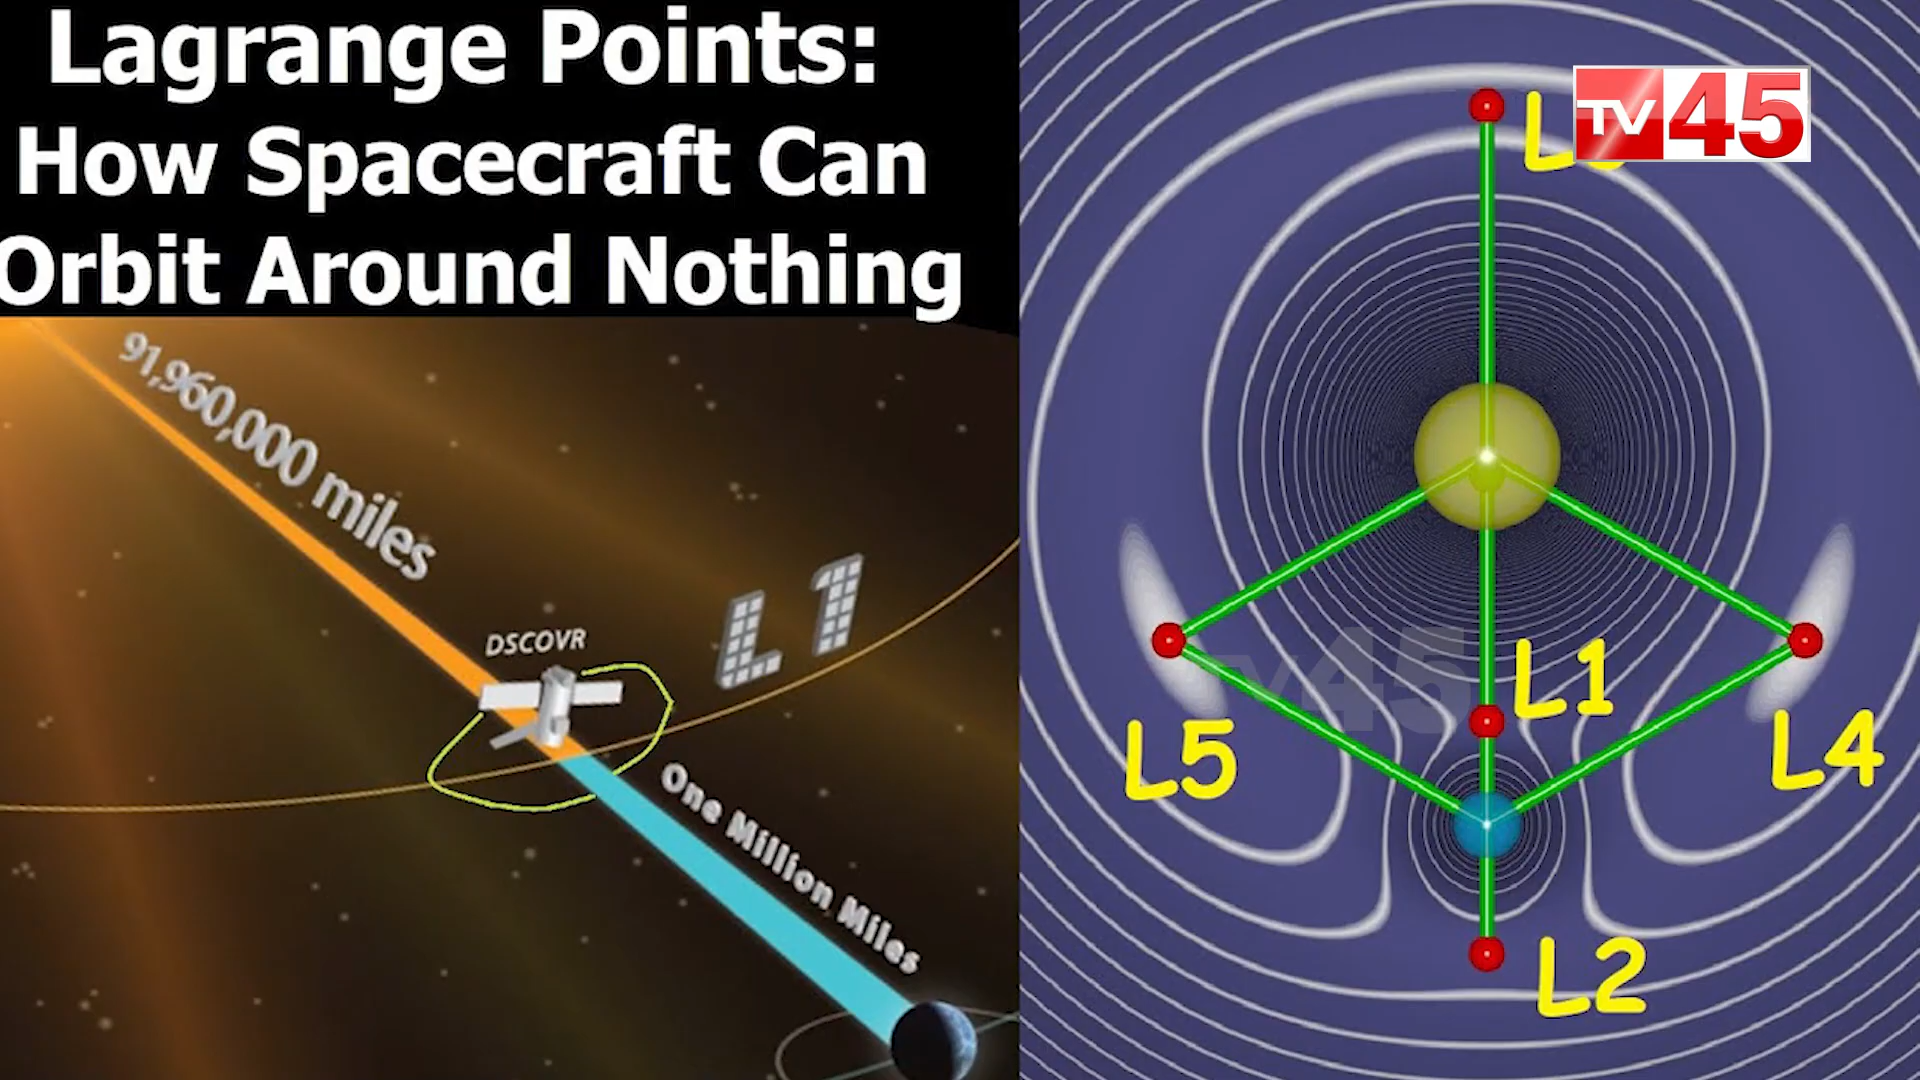 Lagrange Points:
How Spacecraft Can
Orbit Around Nothing
91,960,000 miles
DSCOVR
L1
One Million Miles
TV45
L1
L5
L4
L2
TV45